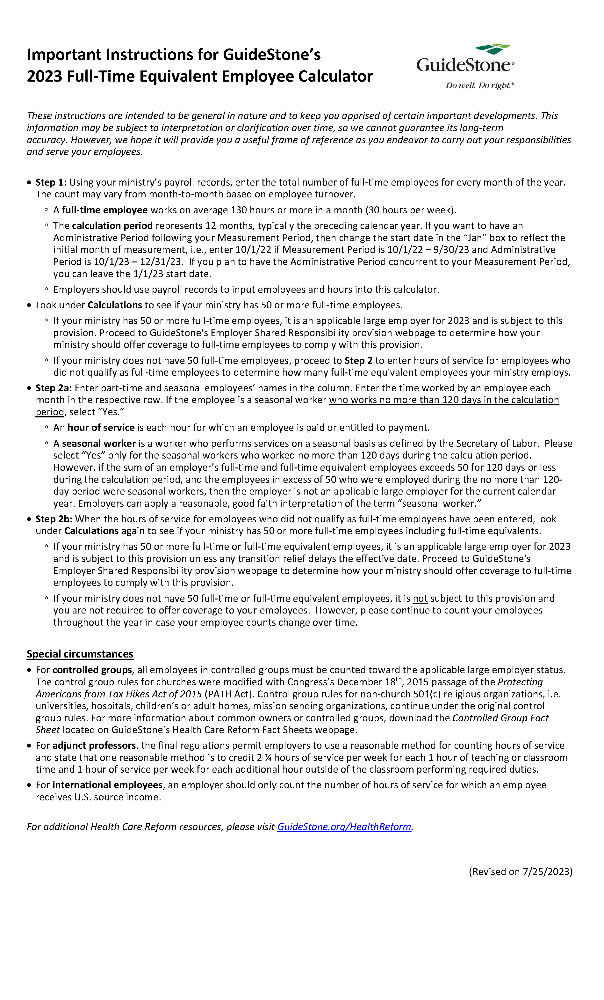 Important Instructions for GuideStone’s
2023 Full-Time Equivalent Employee Calculator
GuideStone®
Do well. Do right.®
These instructions are intended to be general in nature and to keep you apprised of certain important developments. This
information may be subject to interpretation or clarification over time, so we cannot guarantee its long-term
accuracy. However, we hope it will provide you a useful frame of reference as you endeavor to carry out your responsibilities
and serve your employees.
• Step 1: Using your ministry’s payroll records, enter the total number of full-time employees for every month of the year.
The count may vary from month-to-month based on employee turnover.
◦ A full-time employee works on average 130 hours or more in a month (30 hours per week).
◦ The calculation period represents 12 months, typically the preceding calendar year. If you want to have an
Administrative Period following your Measurement Period, then change the start date in the “Jan” box to reflect the
initial month of measurement, i.e., enter 10/1/22 if Measurement Period is 10/1/22 – 9/30/23 and Administrative
Period is 10/1/23 – 12/31/23.  If you plan to have the Administrative Period concurrent to your Measurement Period,
you can leave the 1/1/23 start date.
◦ Employers should use payroll records to input employees and hours into this calculator.
• Look under Calculations to see if your ministry has 50 or more full-time employees.
◦ If your ministry has 50 or more full-time employees, it is an applicable large employer for 2023 and is subject to this
provision. Proceed to GuideStone's Employer Shared Responsibility provision webpage to determine how your
ministry should offer coverage to full-time employees to comply with this provision.
◦ If your ministry does not have 50 full-time employees, proceed to Step 2 to enter hours of service for employees who
did not qualify as full-time employees to determine how many full-time equivalent employees your ministry employs.
• Step 2a: Enter part-time and seasonal employees’ names in the column. Enter the time worked by an employee each
month in the respective row. If the employee is a seasonal worker who works no more than 120 days in the calculation
period, select “Yes.”
◦ An hour of service is each hour for which an employee is paid or entitled to payment.
◦ A seasonal worker is a worker who performs services on a seasonal basis as defined by the Secretary of Labor.  Please
select “Yes” only for the seasonal workers who worked no more than 120 days during the calculation period.
However, if the sum of an employer’s full-time and full-time equivalent employees exceeds 50 for 120 days or less
during the calculation period, and the employees in excess of 50 who were employed during the no more than 120-
day period were seasonal workers, then the employer is not an applicable large employer for the current calendar
year. Employers can apply a reasonable, good faith interpretation of the term “seasonal worker.”
• Step 2b: When the hours of service for employees who did not qualify as full-time employees have been entered, look
under Calculations again to see if your ministry has 50 or more full-time employees including full-time equivalents.
◦ If your ministry has 50 or more full-time or full-time equivalent employees, it is an applicable large employer for 2023
and is subject to this provision unless any transition relief delays the effective date. Proceed to GuideStone's
Employer Shared Responsibility provision webpage to determine how your ministry should offer coverage to full-time
employees to comply with this provision.
◦ If your ministry does not have 50 full-time or full-time equivalent employees, it is not subject to this provision and
you are not required to offer coverage to your employees.  However, please continue to count your employees
throughout the year in case your employee counts change over time.
Special circumstances
• For controlled groups, all employees in controlled groups must be counted toward the applicable large employer status.
The control group rules for churches were modified with Congress’s December 18th, 2015 passage of the Protecting
Americans from Tax Hikes Act of 2015 (PATH Act). Control group rules for non-church 501(c) religious organizations, i.e.
universities, hospitals, children’s or adult homes, mission sending organizations, continue under the original control
group rules. For more information about common owners or controlled groups, download the Controlled Group Fact
Sheet located on GuideStone’s Health Care Reform Fact Sheets webpage.
• For adjunct professors, the final regulations permit employers to use a reasonable method for counting hours of service
and state that one reasonable method is to credit 2 ¼ hours of service per week for each 1 hour of teaching or classroom
time and 1 hour of service per week for each additional hour outside of the classroom performing required duties.
• For international employees, an employer should only count the number of hours of service for which an employee
receives U.S. source income.
For additional Health Care Reform resources, please visit GuideStone.org/HealthReform.
(Revised on 7/25/2023)